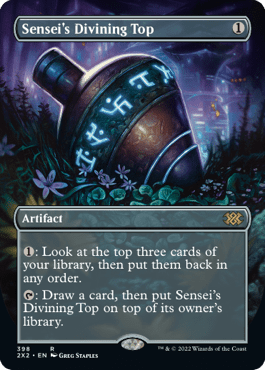 Sensei's Divining Top 1
Artifact
1: Look at the top three cards of
your library, then put them back in
any order.
: Draw a card, then put Sensei's
Divining Top on top of its owner's
library.
398 R
2X2 • EN Greg Staples
™ & © 2022 Wizards of the Coast